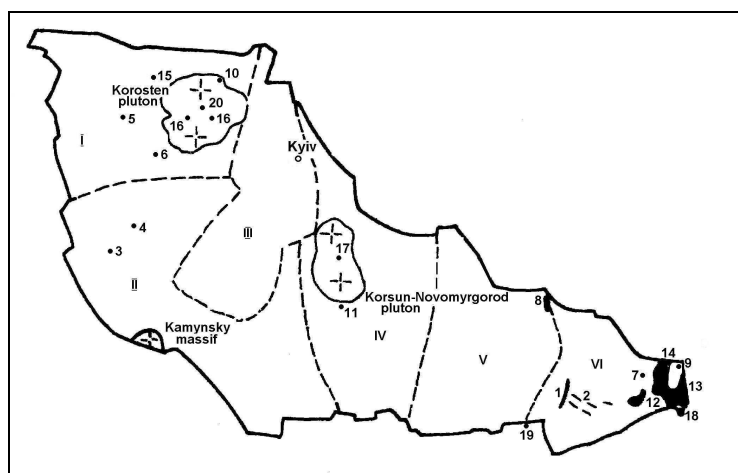 15
10
Korosten
pluton
20
5
16
16
I
6
Kyiv
4
III
3
17
II
8
Korsun-Novomyrgorod
pluton
11
Kamynsky
massif
IV
V
VI
14
9
7
13
1
2
12
18
19